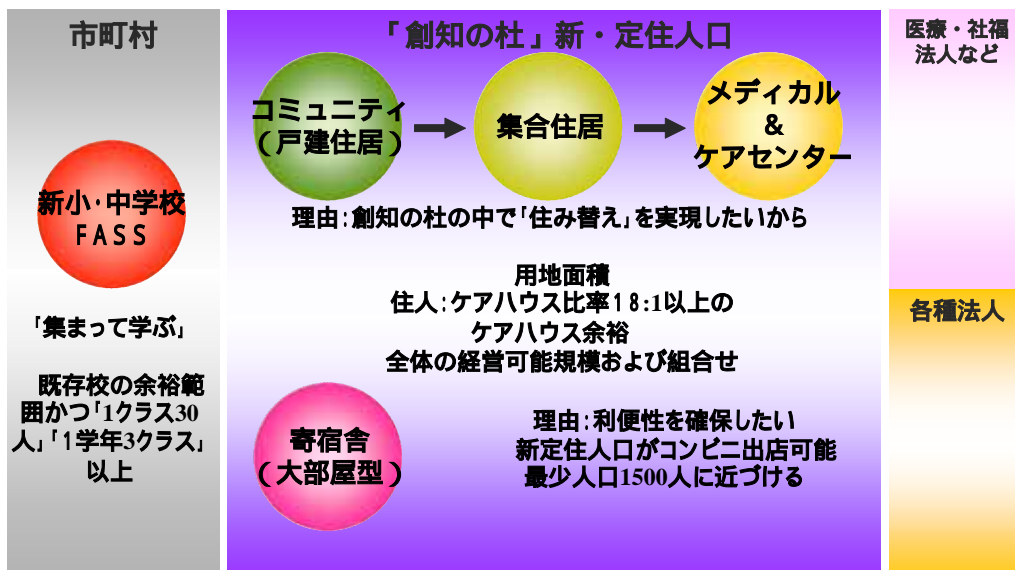 市町村
新小・中学校
FASS
「集まって学ぶ」
既存校の余裕範
囲かつ「1クラス30
人」「1学年3クラス」
以上
「創知の杜」新・定住人口
コミュニティ
（戸建住居）
集合住居
メディカル
&
ケアセンター
理由：創知の杜の中で「住み替え」を実現したいから
用地面積
住人：ケアハウス比率18:1以上の
ケアハウス余裕
全体の経営可能規模および組合せ
寄宿舎
（大部屋型）
理由：利便性を確保したい
新定住人口がコンビニ出店可能
最少人口1500人に近づける
医療・社福
法人など
各種法人